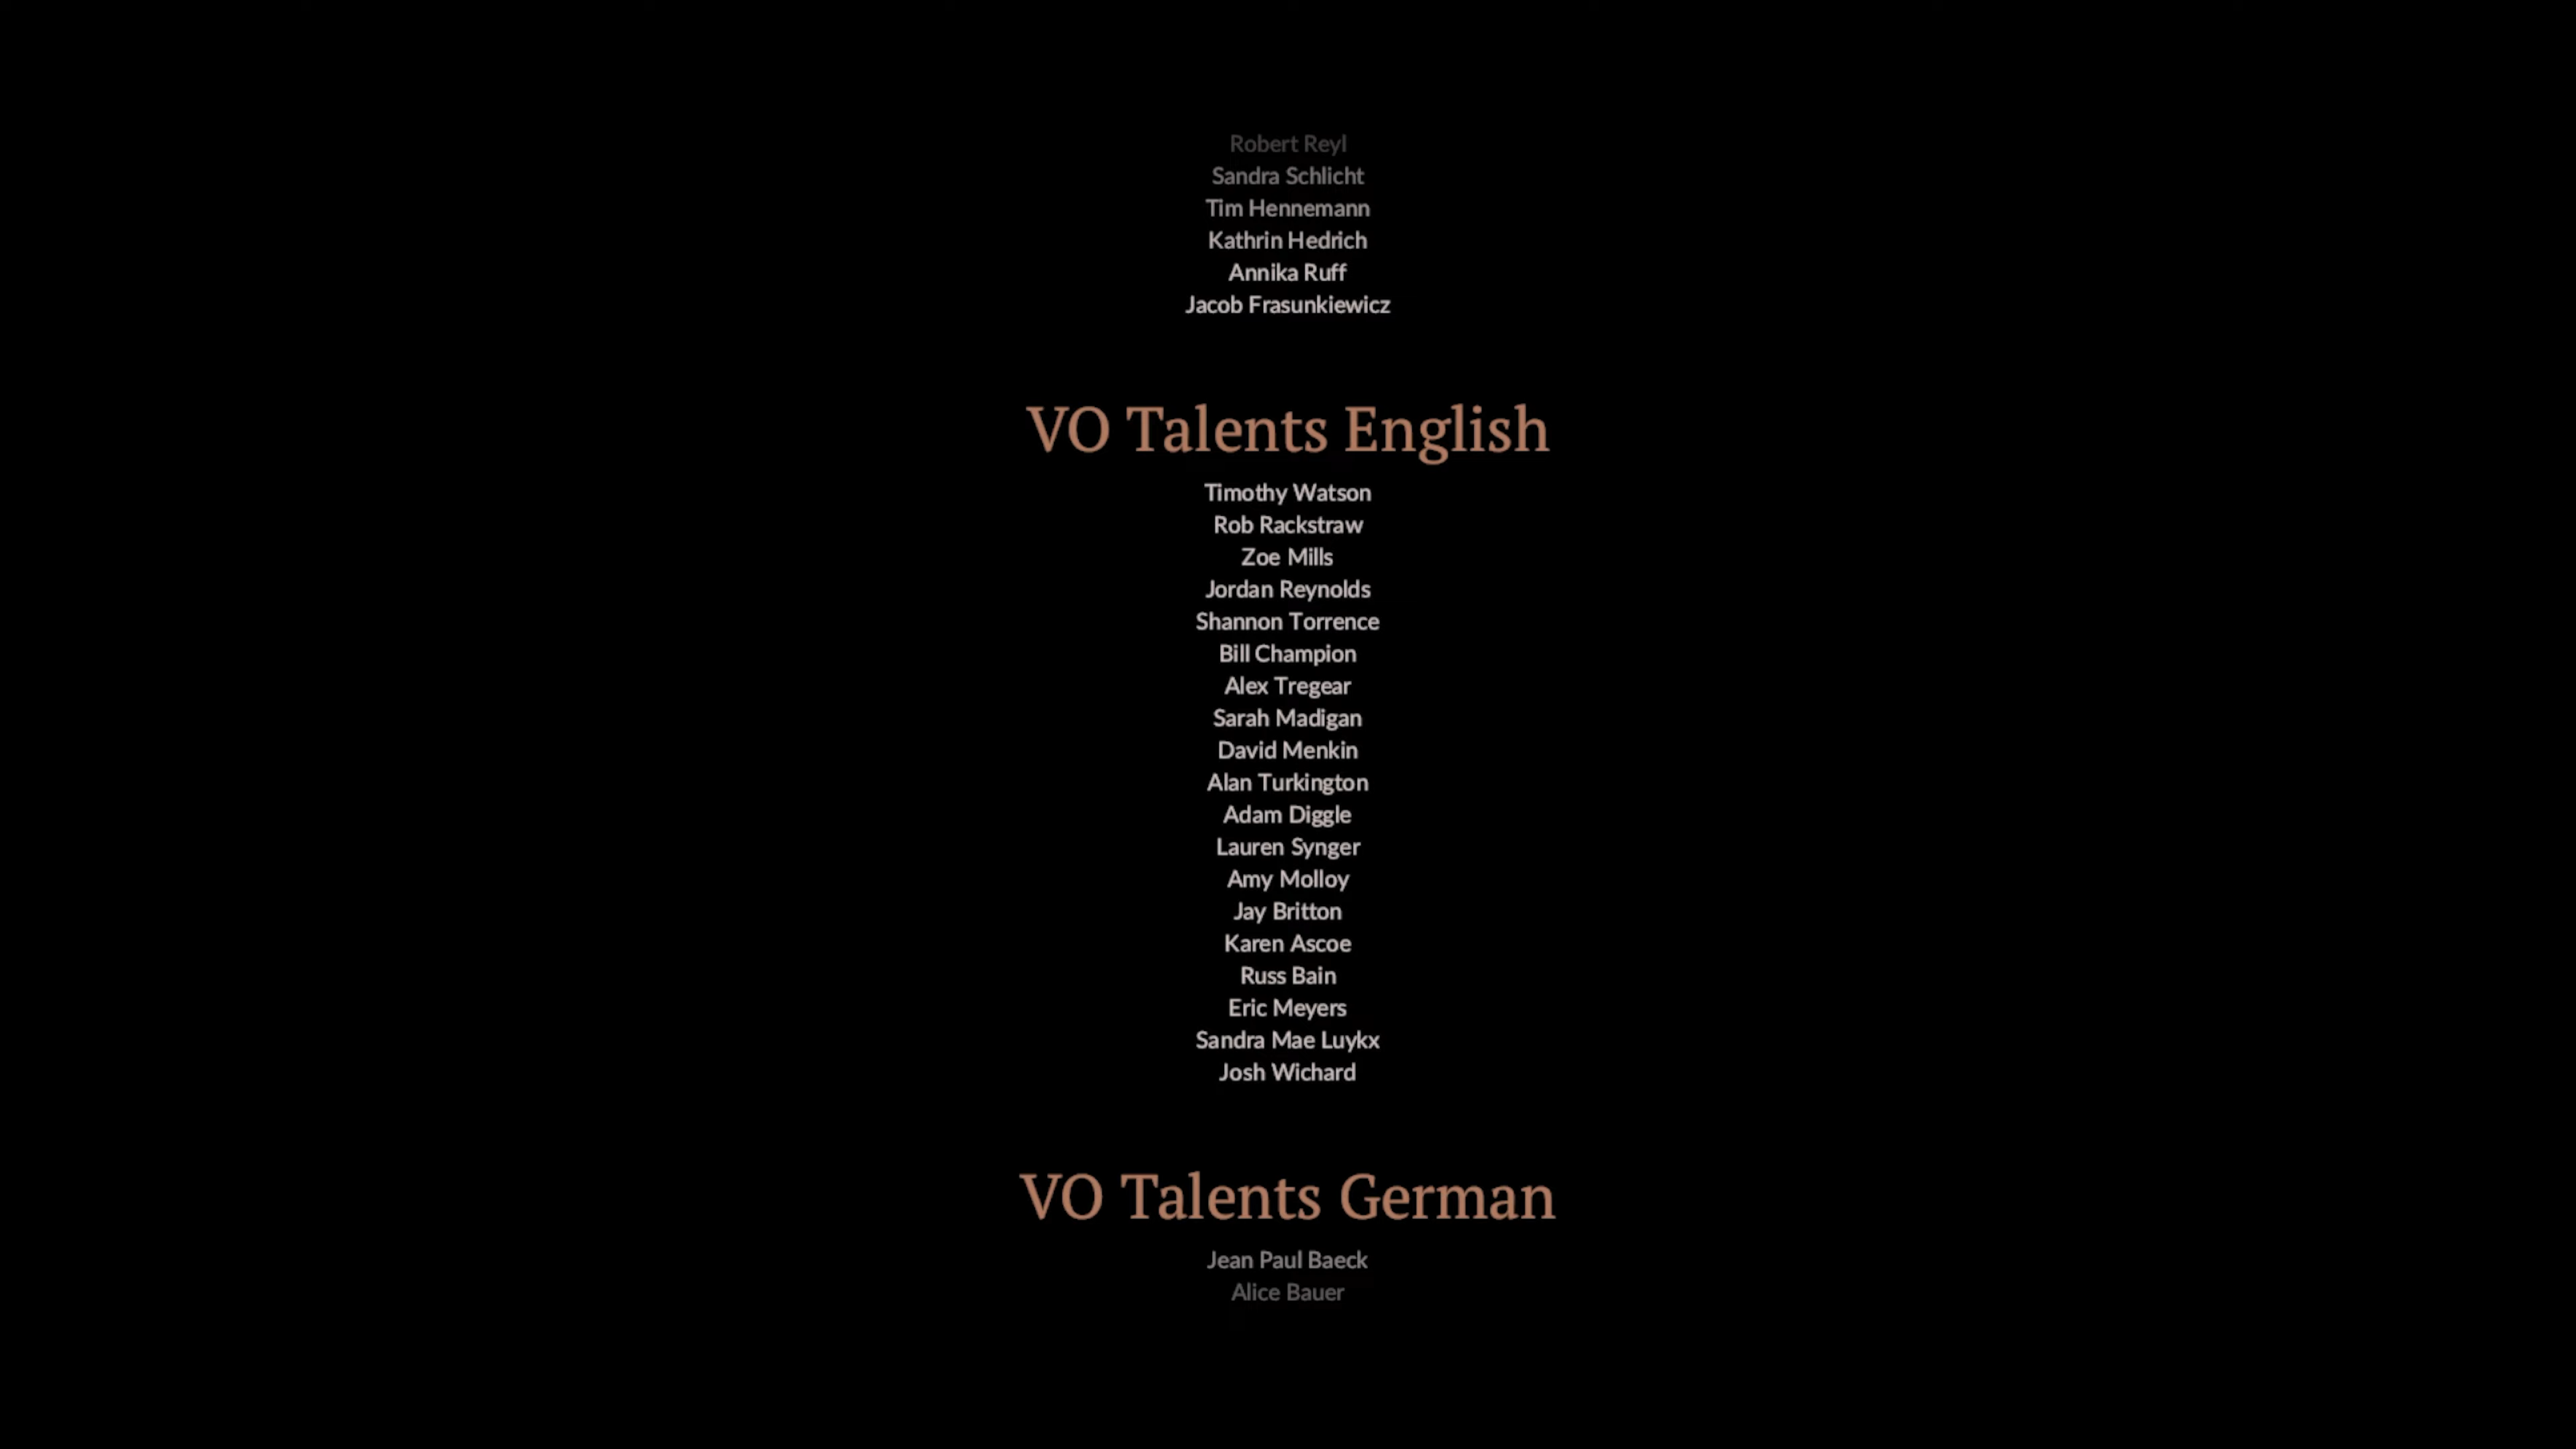 Robert Reyl
Sandra Schlicht
Tim Hennemann
Kathrin Hedrich
Annika Ruff
Jacob Frasunkiewicz
VO Talents English
Timothy Watson
Rob Rackstraw
Zoe Mills
Jordan Reynolds
Shannon Torrence
Bill Champion
Alex Tregear
Sarah Madigan
David Menkin
Alan Turkington
Adam Diggle
Lauren Synger
Amy Molloy
Jay Britton
Karen Ascoe
Russ Bain
Eric Meyers
Sandra Mae Luykx
Josh Wichard
VO Talents German
Jean Paul Baeck
Alice Bauer